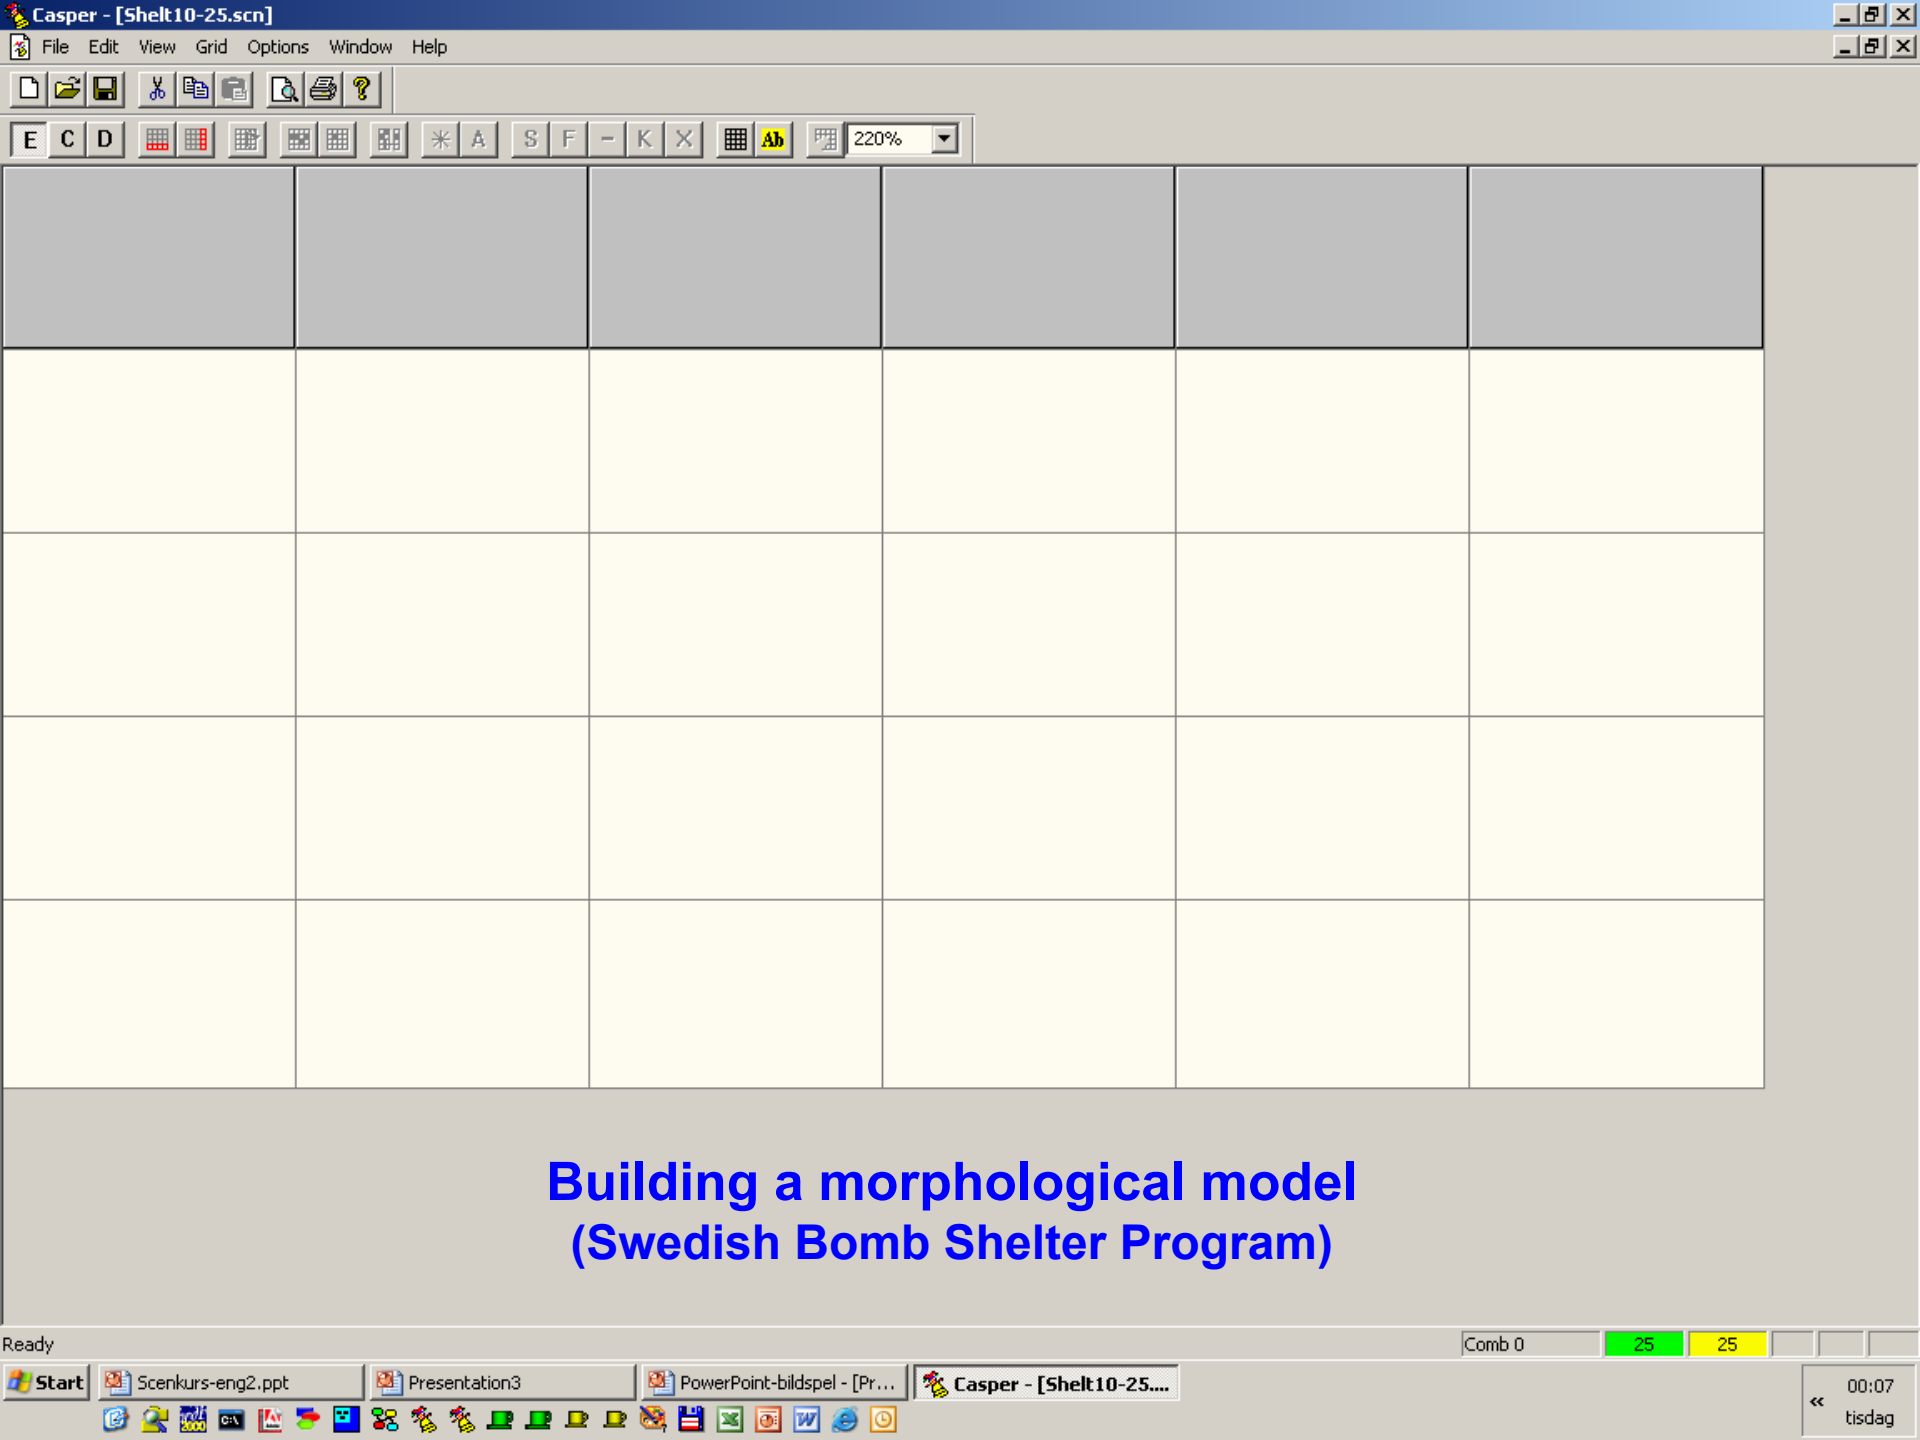 Casper - [Shelt10-25.scn]
File Edit View Grid Options Window Help
E C D A S F - K X Ab 220%
Building a morphological model
(Swedish Bomb Shelter Program)
Ready Comb 0 25 25
Start Scenkurs-eng2.ppt Presentation3 PowerPoint-bildspel - [Pr... Casper - [Shelt10-25.... « 00:07
tisdag